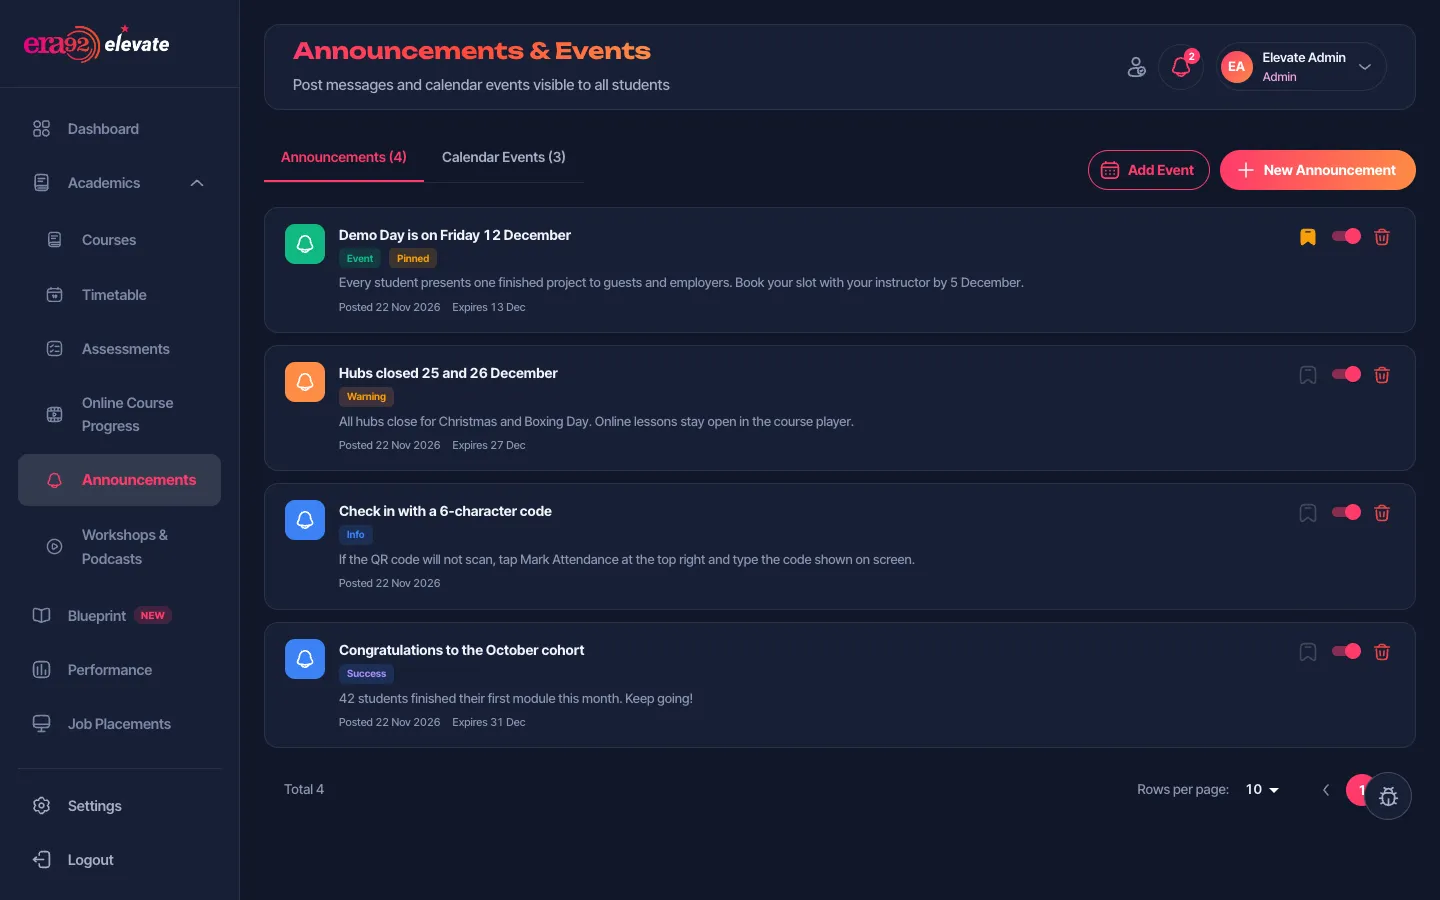 era92 elevate
Dashboard
Academics
Courses
Timetable
Assessments
Online Course
Progress
Announcements
Workshops &
Podcasts
Blueprint NEW
Performance
Job Placements
Settings
Logout
Announcements & Events
Post messages and calendar events visible to all students
2
EA
Elevate Admin
Admin
Announcements (4)
Calendar Events (3)
Add Event
New Announcement
Demo Day is on Friday 12 December
Event Pinned
Every student presents one finished project to guests and employers. Book your slot with your instructor by 5 December.
Posted 22 Nov 2026 Expires 13 Dec
Hubs closed 25 and 26 December
Warning
All hubs close for Christmas and Boxing Day. Online lessons stay open in the course player.
Posted 22 Nov 2026 Expires 27 Dec
Check in with a 6-character code
Info
If the QR code will not scan, tap Mark Attendance at the top right and type the code shown on screen.
Posted 22 Nov 2026
Congratulations to the October cohort
Success
42 students finished their first module this month. Keep going!
Posted 22 Nov 2026 Expires 31 Dec
Total 4
Rows per page: 10
1